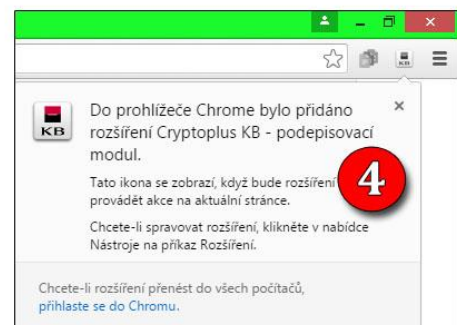 KB
KB
Do prohlížeče Chrome bylo přidáno
rozšíření Cryptoplus KB - podepisovací
modul.
Tato ikona se zobrazí, když bude rozšíření
provádět akce na aktuální stránce.
4
Chcete-li spravovat rozšíření, klikněte v nabídce
Nástroje na příkaz Rozšíření.
Chcete-li rozšíření přenést do všech počítačů,
přihlaste se do Chromu.